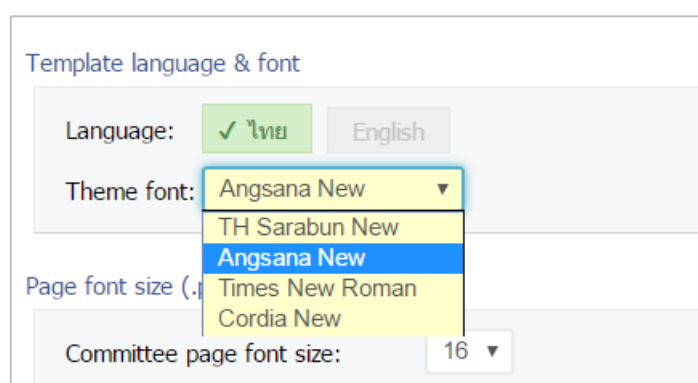 Template language & font
Language: ✓ ไทย English
Theme font: Angsana New ▼
TH Sarabun New
Angsana New
Times New Roman
Cordia New
Page font size (.
Committee page font size: 16 ▼